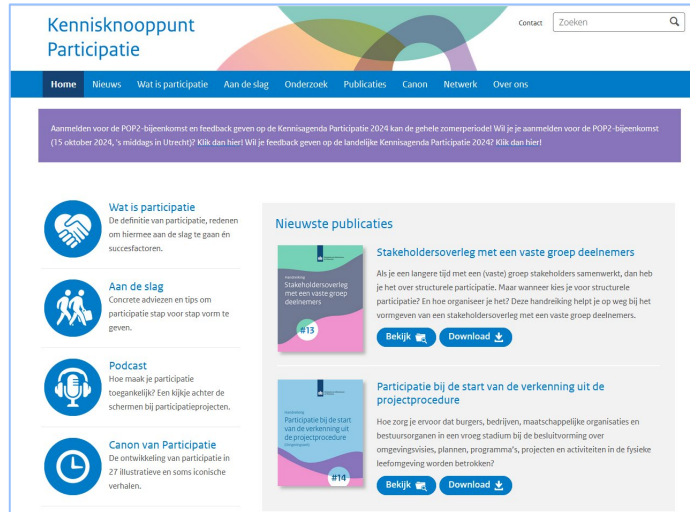 Kennisknooppunt
Participatie
Contact
Zoeken
Home Nieuws Wat is participatie Aan de slag Onderzoek Publicaties Canon Netwerk Over ons
Aanmelden voor de POP2-bijeenkomst en feedback geven op de Kennisagenda Participatie 2024 kan de gehele zomerperiode! Wil je je aanmelden voor de POP2-bijeenkomst
(15 oktober 2024, 's middags in Utrecht)? Klik dan hier! Wil je feedback geven op de landelijke Kennisagenda Participatie 2024? Klik dan hier!
Wat is participatie
De definitie van participatie, redenen
om hiermee aan de slag te gaan én
succesfactoren.
Aan de slag
Concrete adviezen en tips om
participatie stap voor stap vorm te
geven.
Podcast
Hoe maak je participatie
toegankelijk? Een kijkje achter de
schermen bij participatieprojecten.
Canon van Participatie
De ontwikkeling van participatie in
27 illustratieve en soms iconische
verhalen.
Nieuwste publicaties
Stakeholdersoverleg
met een vaste groep
deelnemers
#13
Stakeholdersoverleg met een vaste groep deelnemers
Als je een langere tijd met een (vaste) groep stakeholders samenwerkt, dan heb
je het over structurele participatie. Maar wanneer kies je voor structurele
participatie? En hoe organiseer je het? Deze handreiking helpt je op weg bij het
vormgeven van een stakeholdersoverleg met een vaste groep deelnemers.
Bekijk Download
Participatie bij de start
van de verkenning uit
de projectprocedure
#14
Participatie bij de start van de verkenning uit de
projectprocedure
Hoe zorg je ervoor dat burgers, bedrijven, maatschappelijke organisaties en
bestuursorganen in een vroeg stadium bij de besluitvorming over
omgevingsvisies, plannen, programma's, projecten en activiteiten in de fysieke
leefomgeving worden betrokken?
Bekijk Download